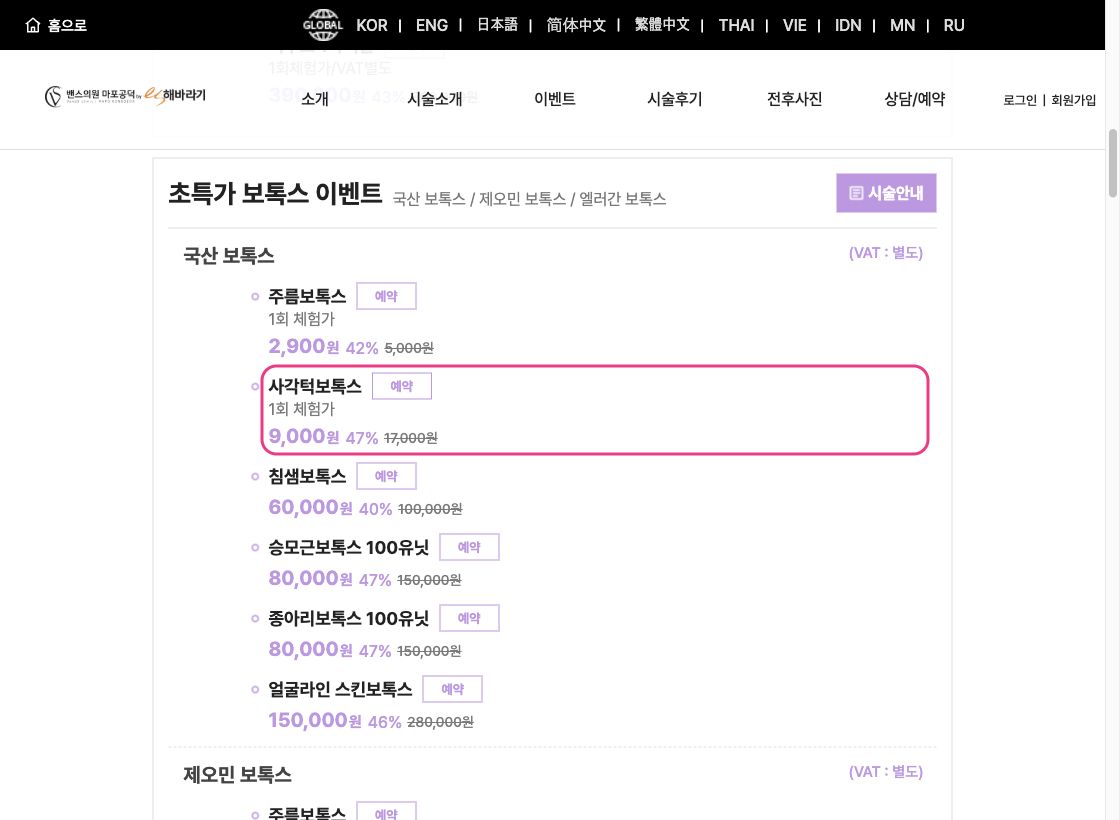 홈으로
GLOBAL KOR | ENG | 日本語 | 简体中文 | 繁體中文 | THAI | VIE | IDN | MN | RU
1회체험가/VAT별도
밴스의원 마포공덕 by 해바라기
소개 시술소개 이벤트 시술후기 전후사진 상담/예약 로그인 | 회원가입
초특가 보톡스 이벤트 국산 보톡스 / 제오민 보톡스 / 엘러간 보톡스 시술안내
국산 보톡스 (VAT : 별도)
주름보톡스 예약
1회 체험가
2,900원 42% 5,000원
사각턱보톡스 예약
1회 체험가
9,000원 47% 17,000원
침샘보톡스 예약
60,000원 40% 100,000원
승모근보톡스 100유닛 예약
80,000원 47% 150,000원
종아리보톡스 100유닛 예약
80,000원 47% 150,000원
얼굴라인 스킨보톡스 예약
150,000원 46% 280,000원
제오민 보톡스 (VAT : 별도)
주름보톡스 예약